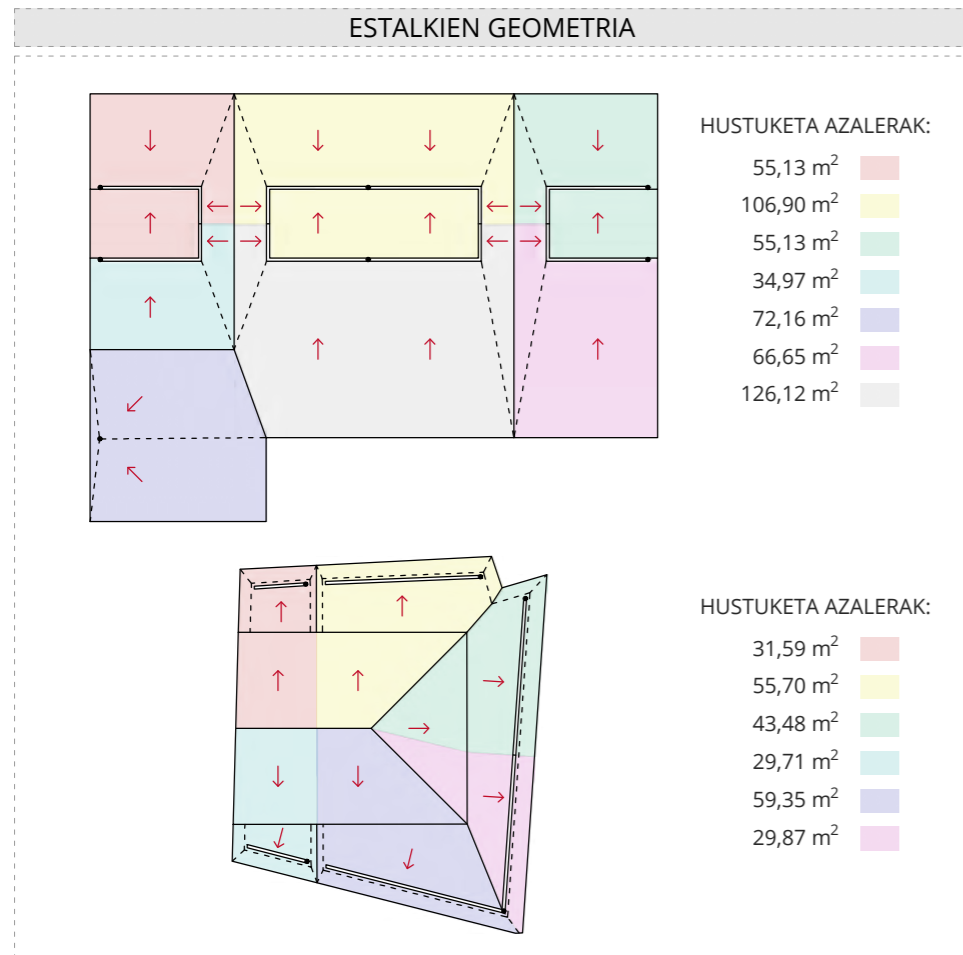 ESTALKIEN GEOMETRIA
HUSTUKETA AZALERAK:
55,13 m²
106,90 m²
55,13 m²
34,97 m²
72,16 m²
66,65 m²
126,12 m²
HUSTUKETA AZALERAK:
31,59 m²
55,70 m²
43,48 m²
29,71 m²
59,35 m²
29,87 m²